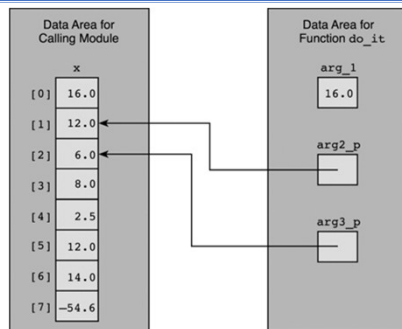 Data Area for
Calling Module
x
[0] 16.0
[1] 12.0
[2] 6.0
[3] 8.0
[4] 2.5
[5] 12.0
[6] 14.0
[7] -54.6
Data Area for
Function do_it
arg_1
16.0
arg2_p
arg3_p